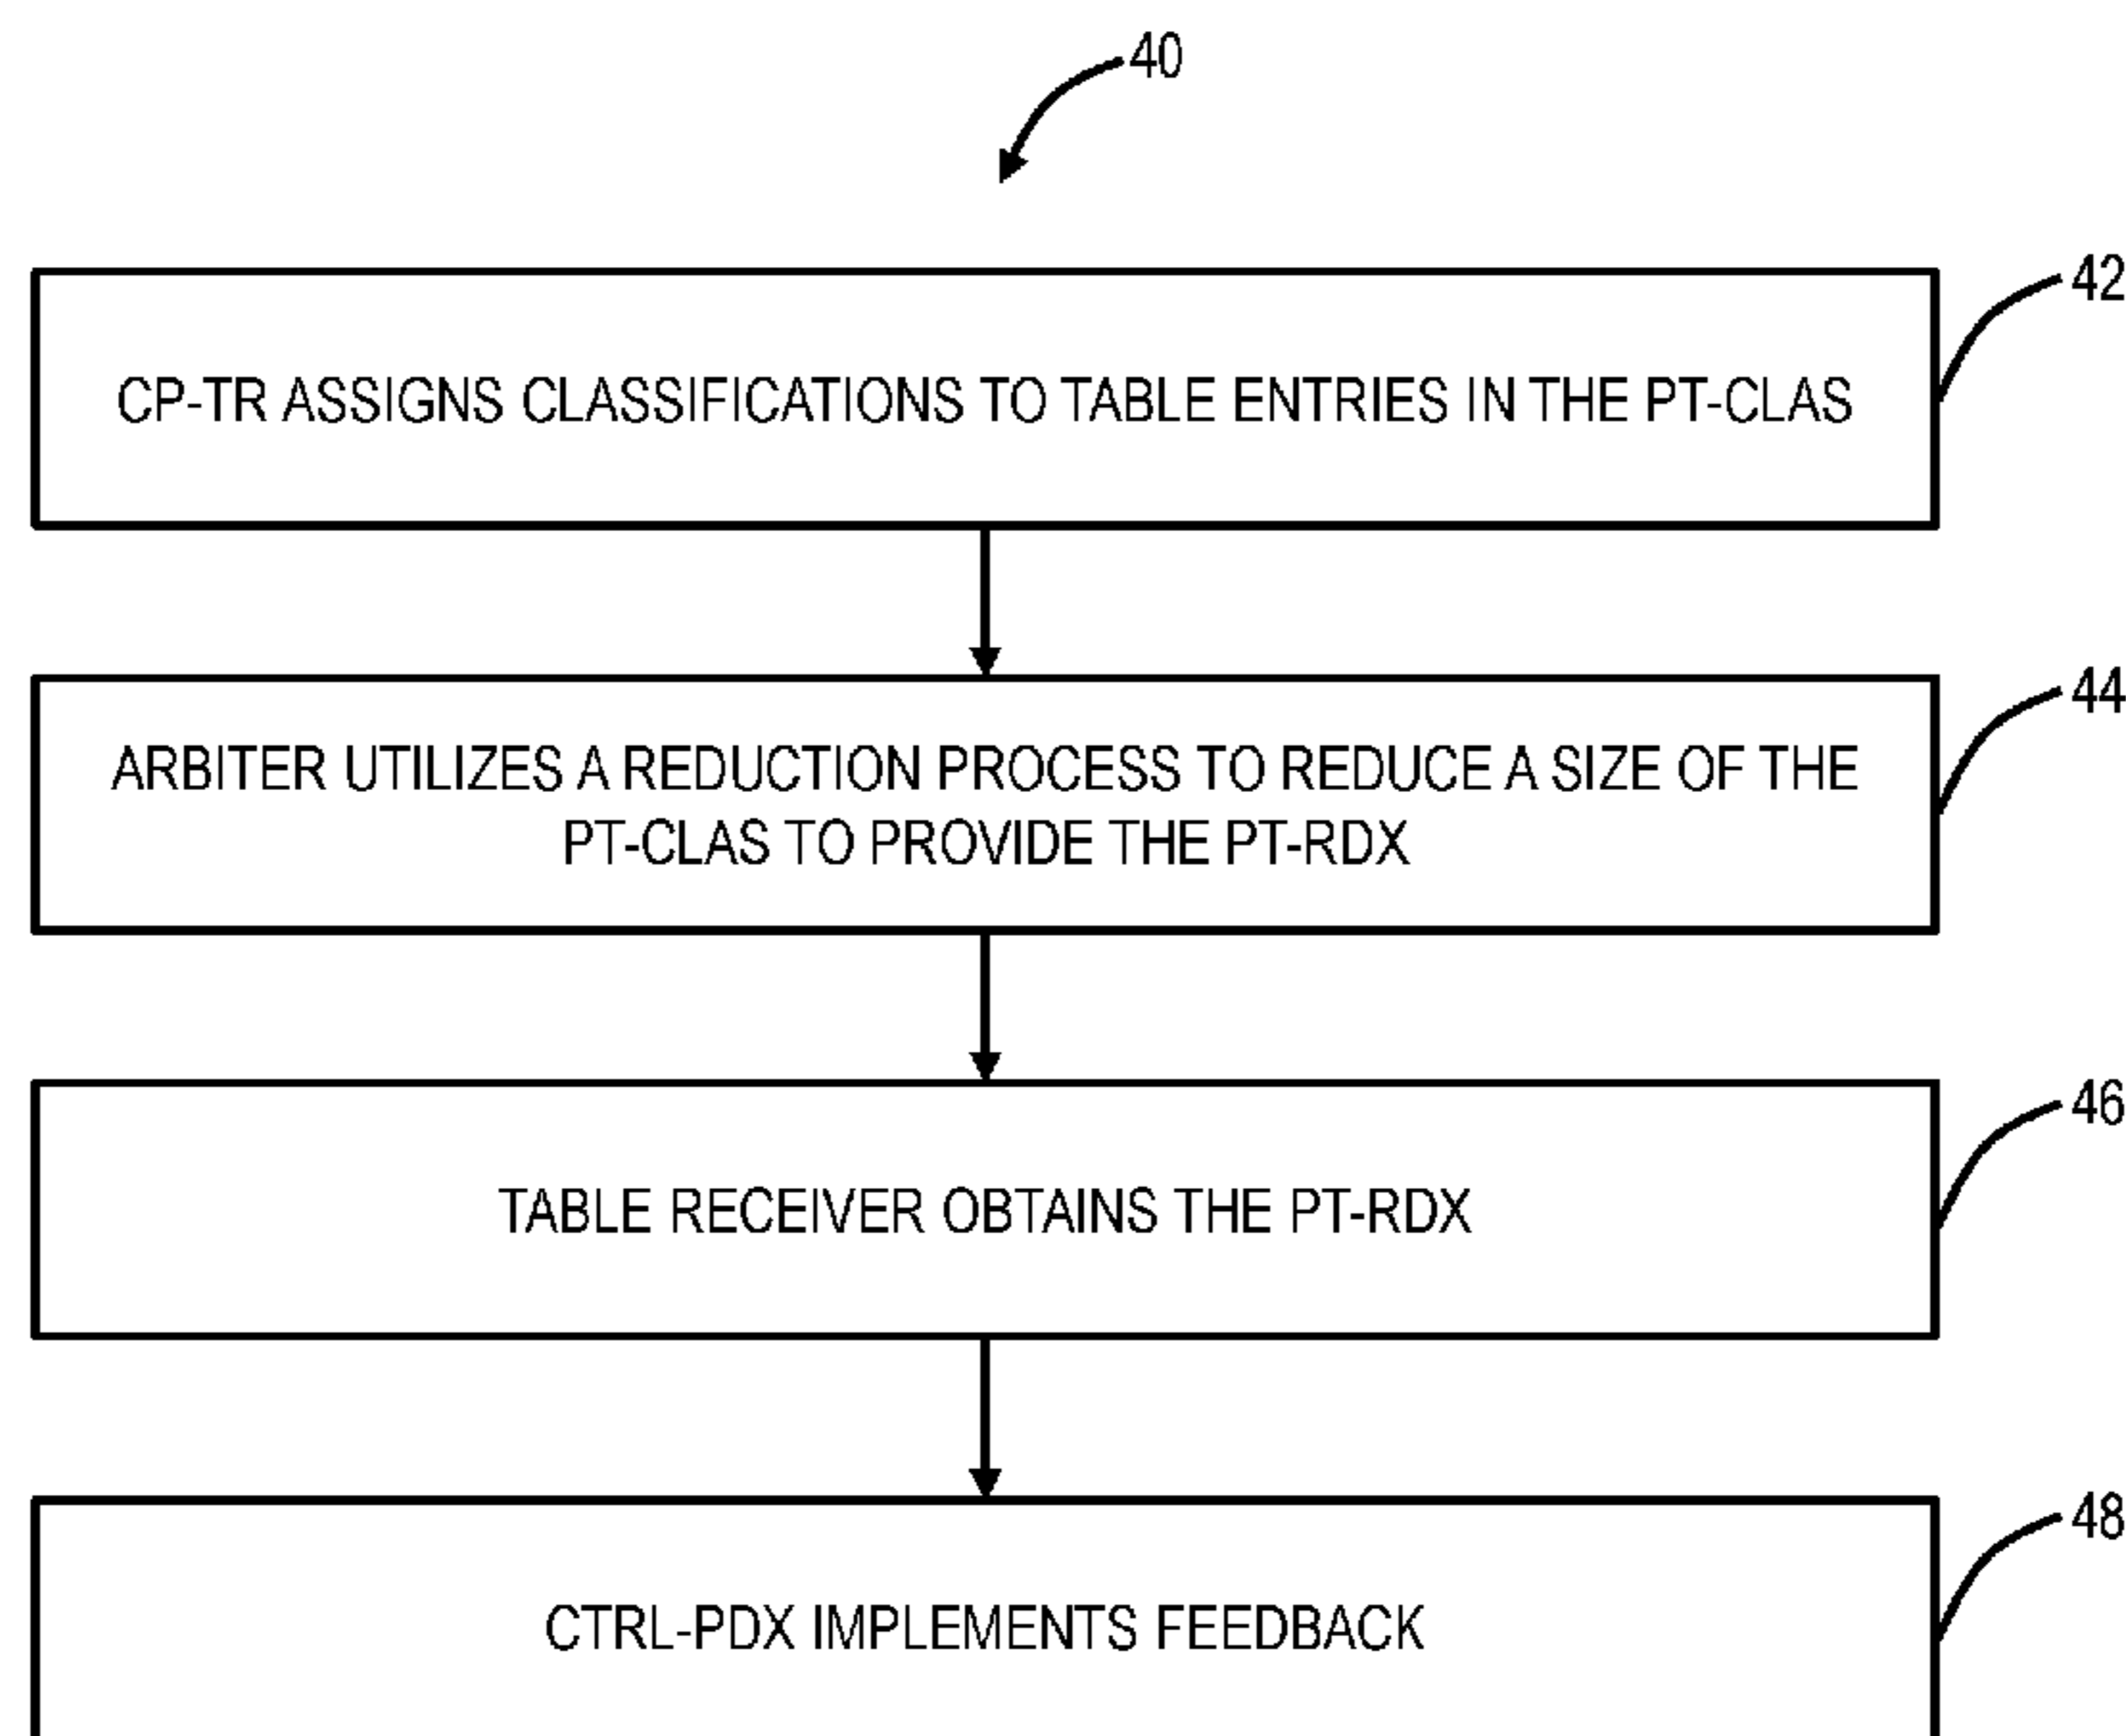 40
42
CP-TR ASSIGNS CLASSIFICATIONS TO TABLE ENTRIES IN THE PT-CLAS
44
ARBITER UTILIZES A REDUCTION PROCESS TO REDUCE A SIZE OF THE
PT-CLAS TO PROVIDE THE PT-RDX
46
TABLE RECEIVER OBTAINS THE PT-RDX
48
CTRL-PDX IMPLEMENTS FEEDBACK